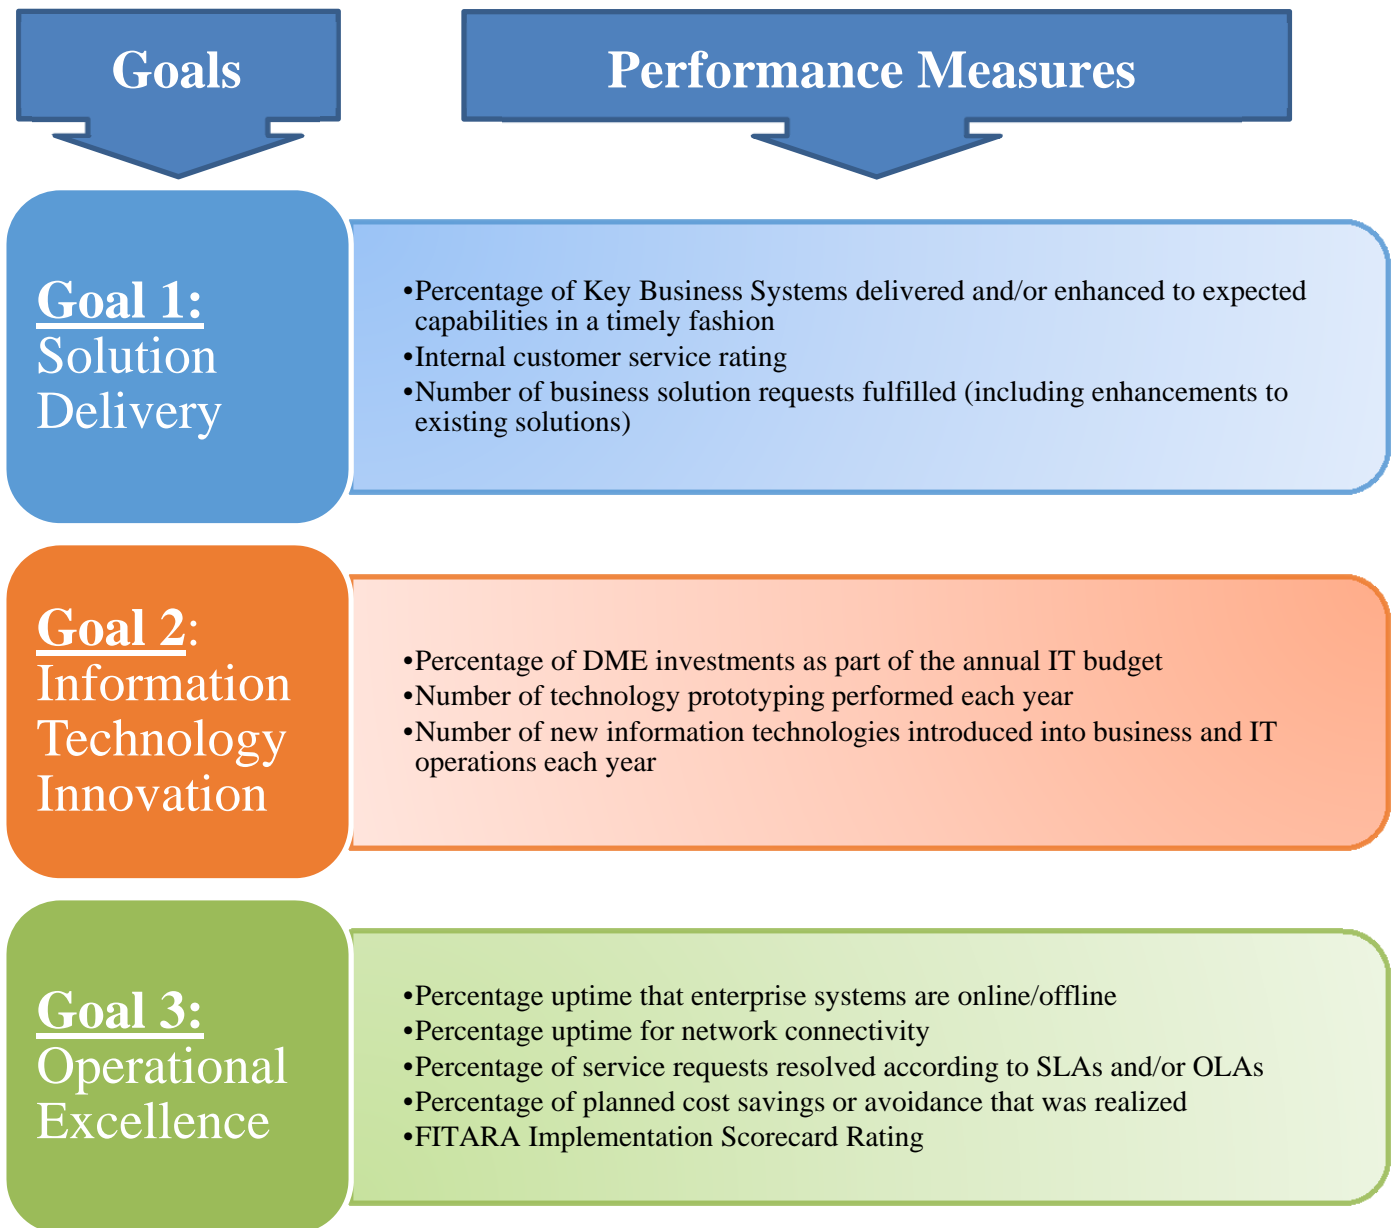 Goals
Performance Measures
Goal 1:
Solution
Delivery
•Percentage of Key Business Systems delivered and/or enhanced to expected
capabilities in a timely fashion
•Internal customer service rating
•Number of business solution requests fulfilled (including enhancements to
existing solutions)
Goal 2:
Information
Technology
Innovation
•Percentage of DME investments as part of the annual IT budget
•Number of technology prototyping performed each year
•Number of new information technologies introduced into business and IT
operations each year
Goal 3:
Operational
Excellence
•Percentage uptime that enterprise systems are online/offline
•Percentage uptime for network connectivity
•Percentage of service requests resolved according to SLAs and/or OLAs
•Percentage of planned cost savings or avoidance that was realized
•FITARA Implementation Scorecard Rating